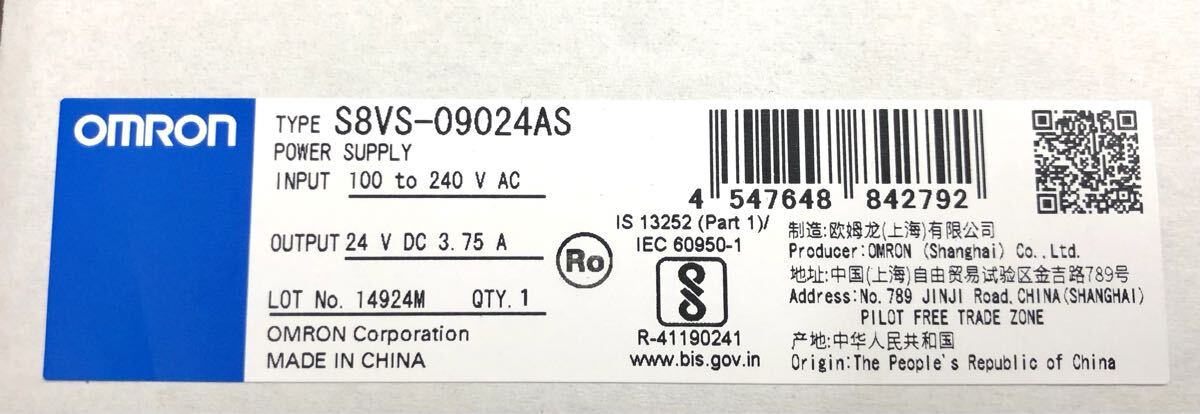 OMRON
TYPE S8VS-09024AS
POWER SUPPLY
INPUT 100 to 240 V AC
OUTPUT 24 V DC 3.75 A
LOT No. 14924M QTY. 1
OMRON Corporation
MADE IN CHINA
Ro
IS 13252 (Part 1)/
IEC 60950-1
R-41190241
www.bis.gov.in
4 547648 842792
制造:欧姆龙(上海)有限公司
Producer:OMRON (Shanghai) Co.,Ltd.
地址:中国(上海)自由贸易试验区金吉路789号
Address:No.789 JINJI Road,CHINA(SHANGHAI)
PILOT FREE TRADE ZONE
产地:中华人民共和国
Origin:The People's Republic of China